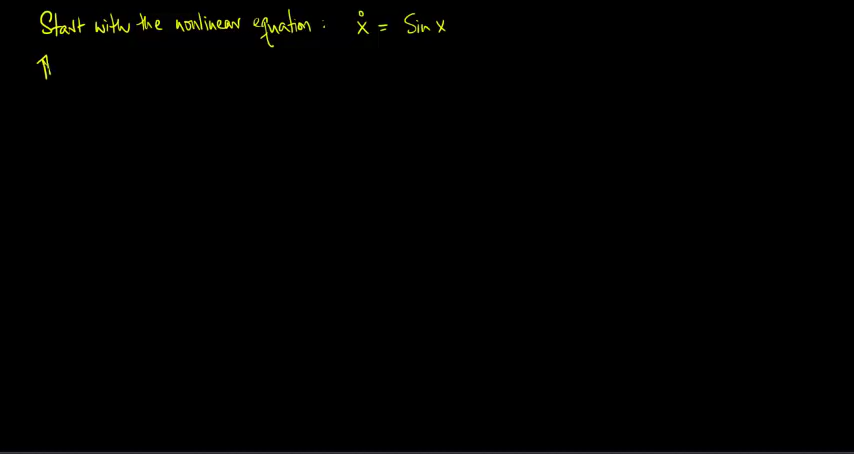 Start with the nonlinear equation : ẋ = Sin x